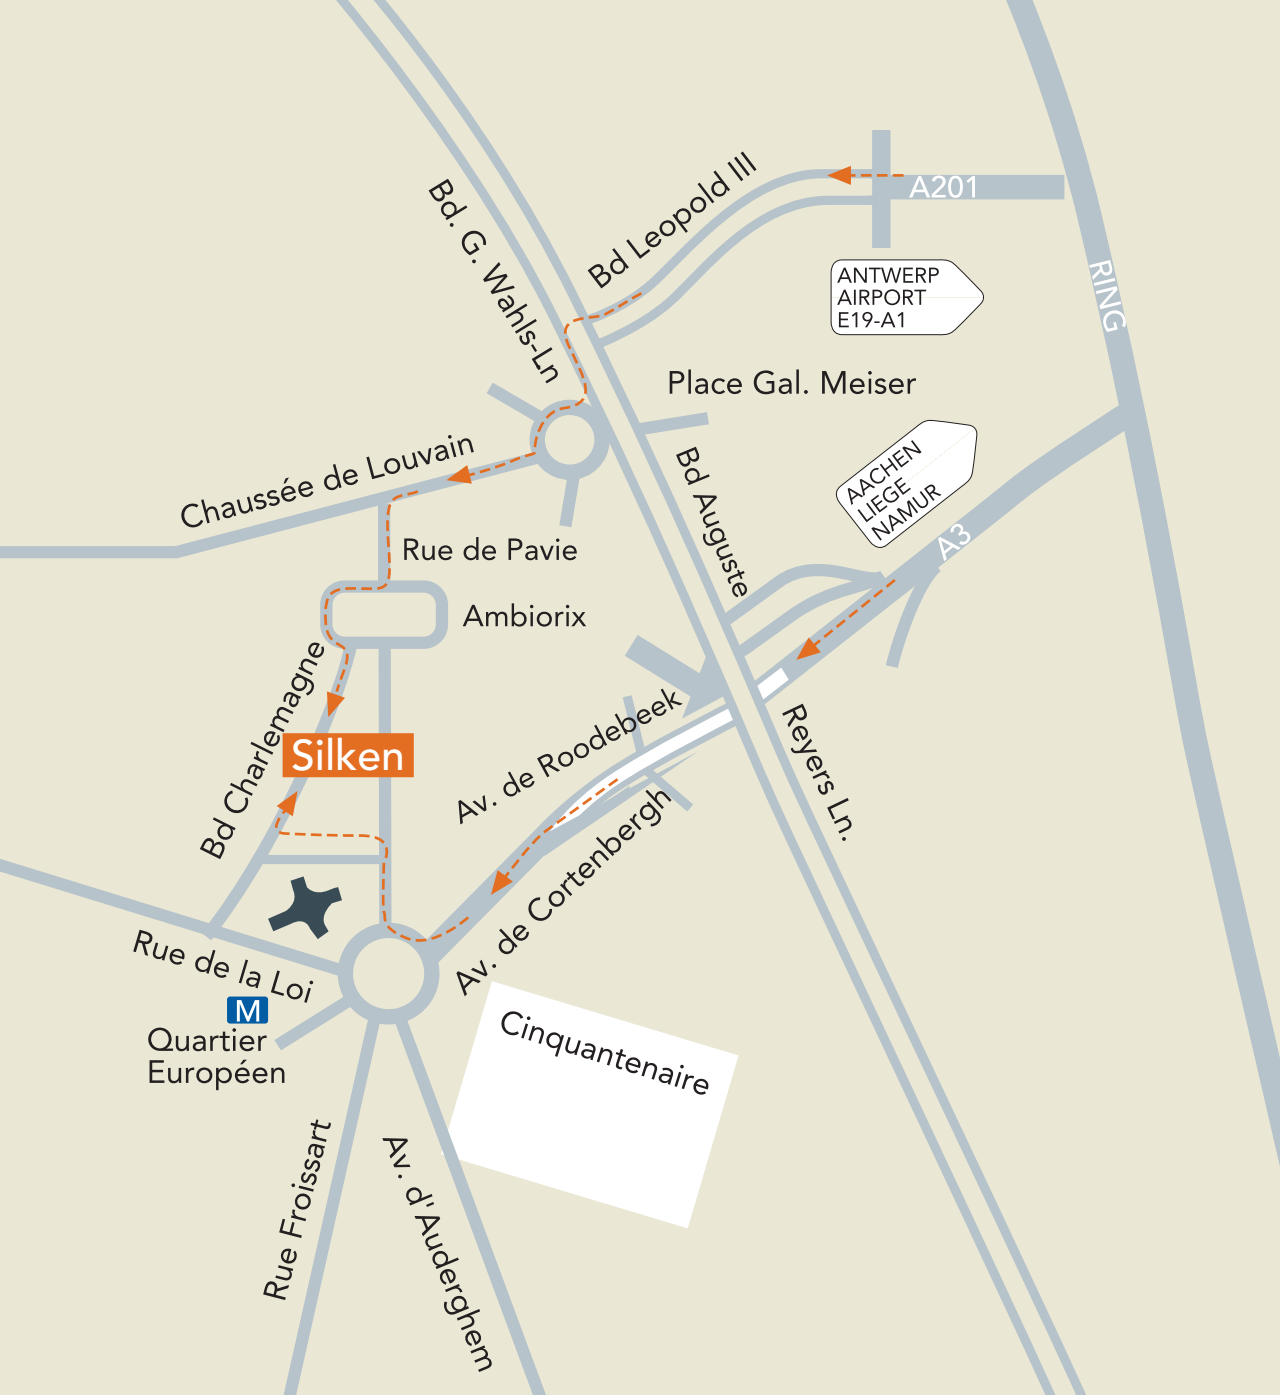 Bd Leopold III
A201
Bd. G. Wahls-Ln
ANTWERP
AIRPORT
E19-A1
RING
Place Gal. Meiser
Chaussée de Louvain
AACHEN
LIEGE
NAMUR
Bd Auguste
A3
Rue de Pavie
Ambiorix
Bd Charlemagne
Silken
Av. de Roodebeek
Reyers Ln.
Av. de Cortenbergh
Rue de la Loi
M
Quartier
Européen
Cinquantenaire
Rue Froissart
Av. d'Auderghem